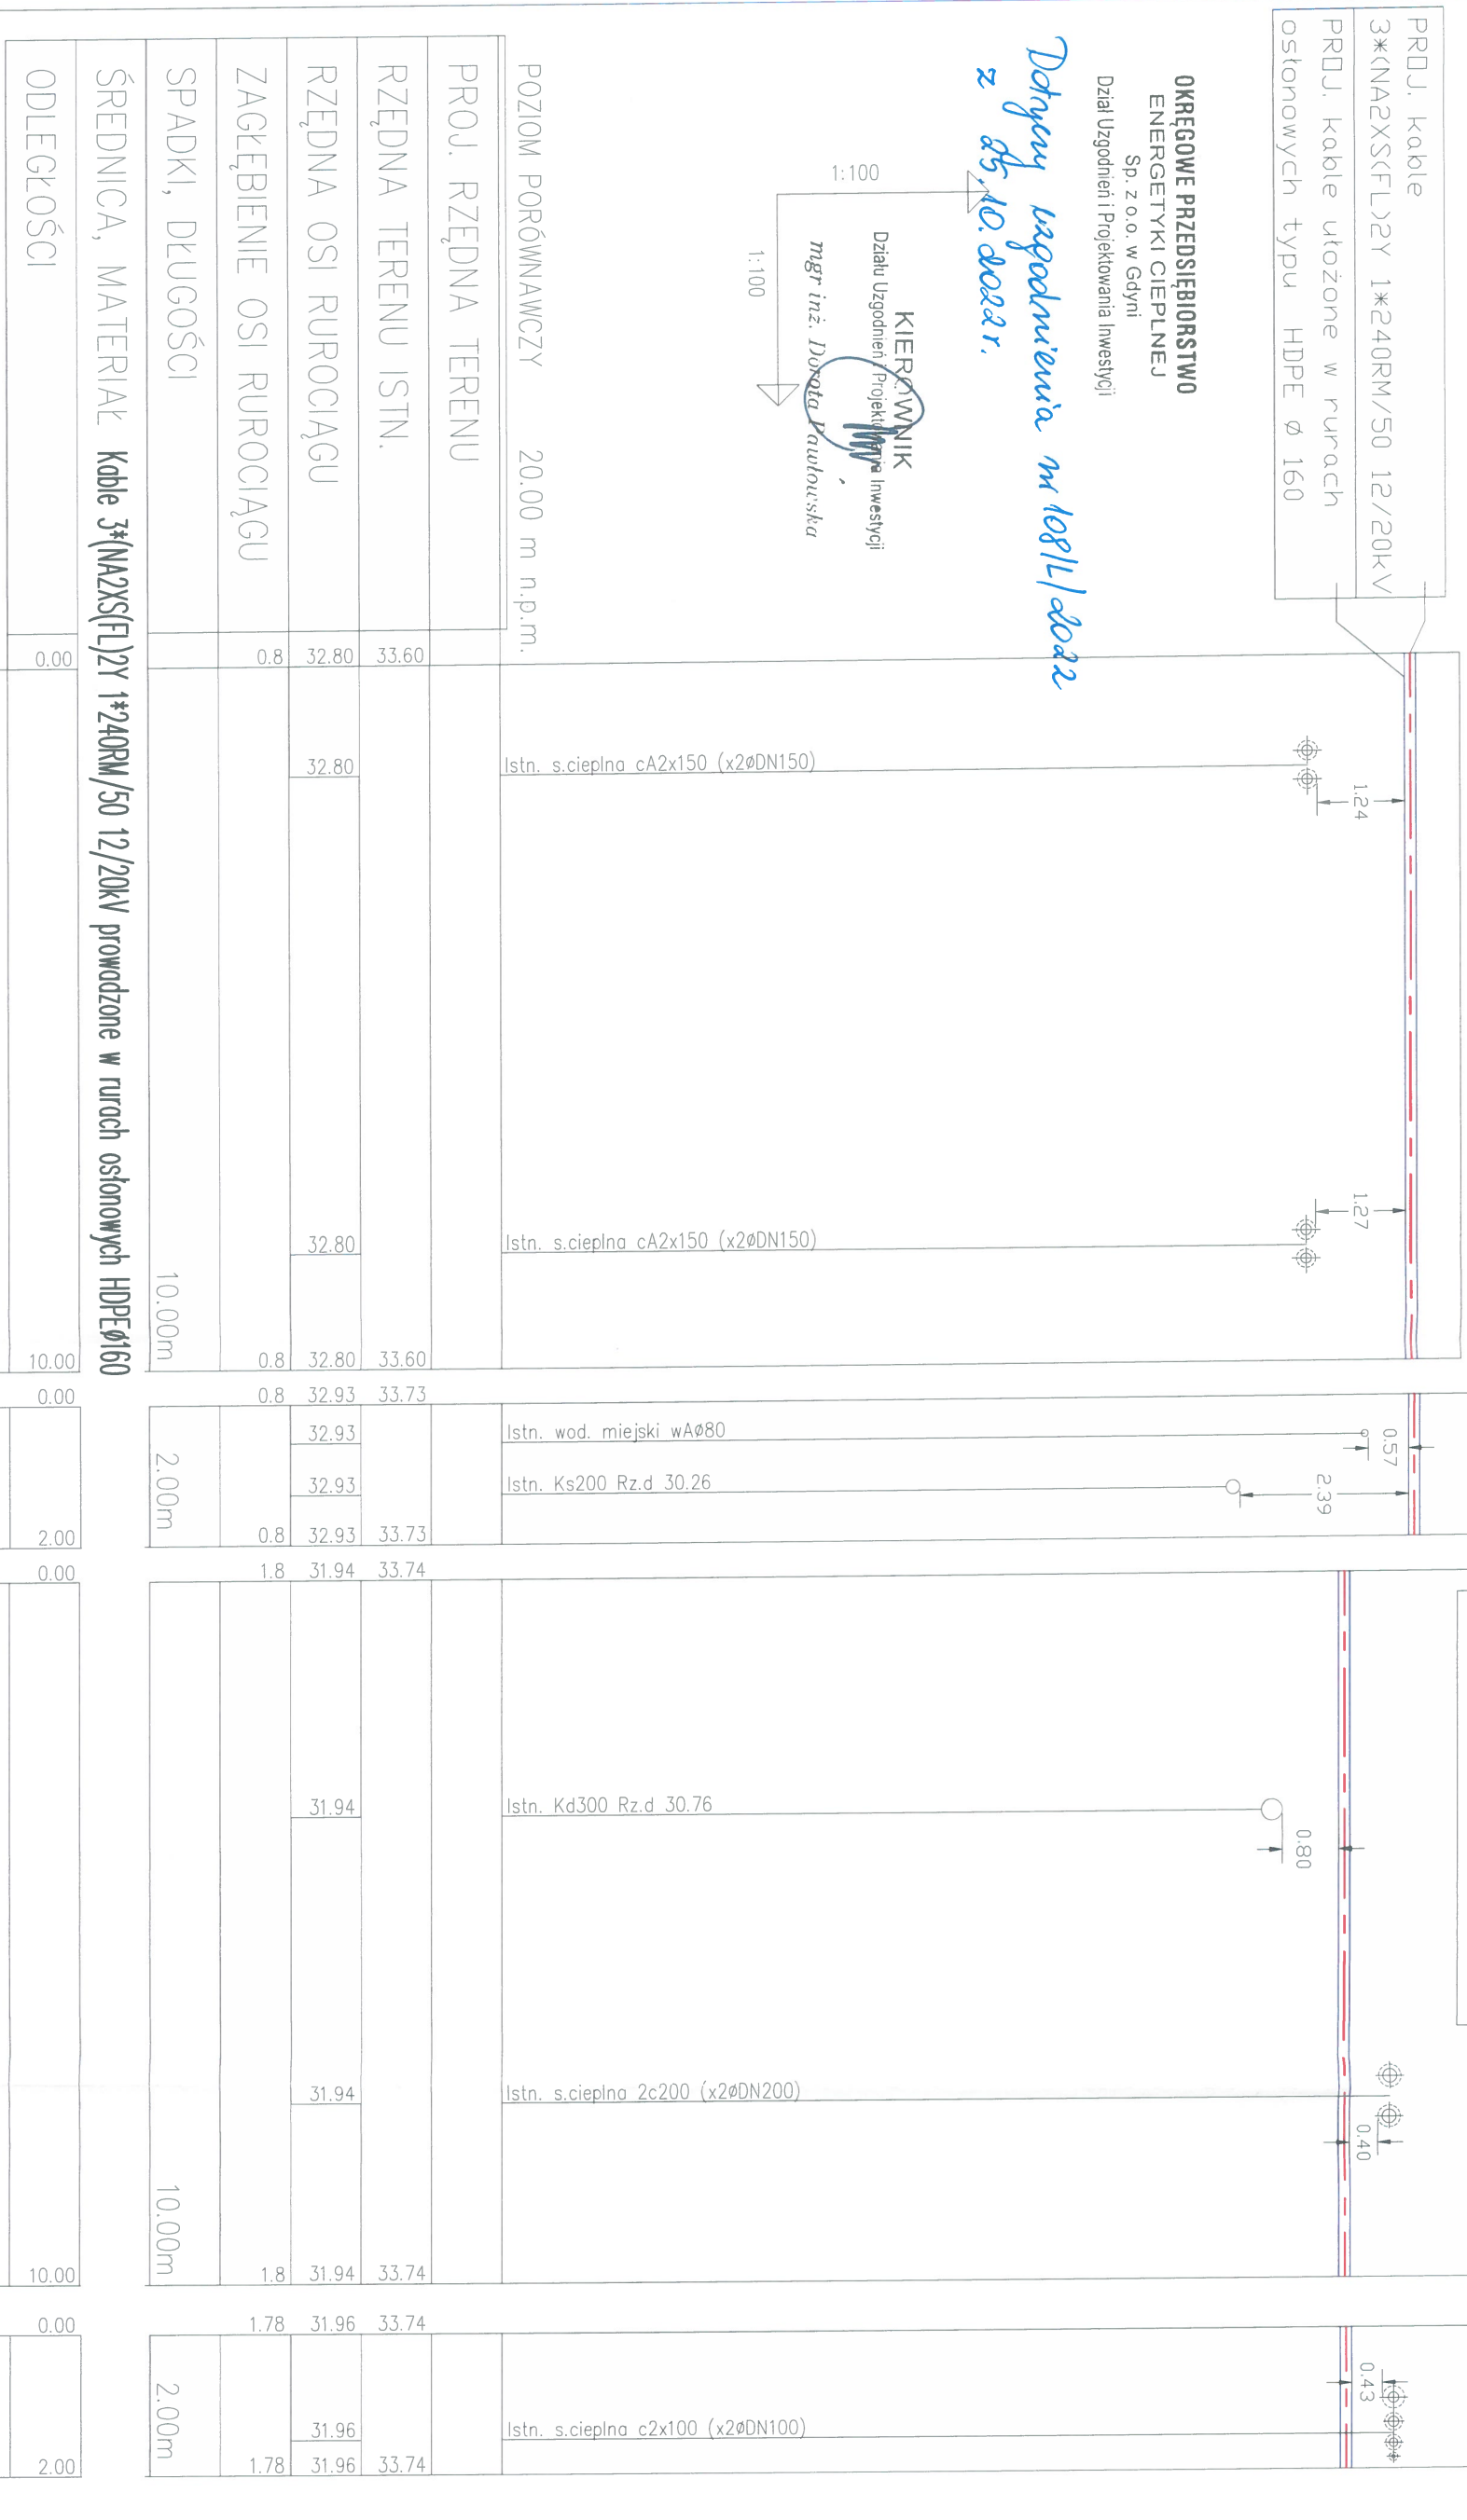 PROJ. kable
3*(NA2XS(FL)2Y 1*240RM/50 12/20kV
PROJ. kable ułożone w rurach
osłonowych typu HDPE Ø 160
OKRĘGOWE PRZEDSIĘBIORSTWO
ENERGETYKI CIEPLNEJ
Sp. z o.o. w Gdyni
Dział Uzgodnień i Projektowania Inwestycji
Dotyczy uzgodnienia nr 108/L/2022
z 25.10.2022 r.
KIEROWNIK
Działu Uzgodnień i Projektowania Inwestycji
mgr inż. Dorota Pawłowska
1:100
1:100
POZIOM PORÓWNAWCZY 20.00 m n.p.m.
PROJ. RZĘDNA TERENU
RZĘDNA TERENU ISTN.
33.60 33.60 33.73 33.73 33.74 33.74 33.74 33.74
RZĘDNA OSI RUROCIĄGU
32.80 32.80 32.80 32.80 32.93 32.93 32.93 32.93 31.94 31.94 31.94 31.94 31.96 31.96 31.96
ZAGŁĘBIENIE OSI RUROCIĄGU
0.8 0.8 0.8 0.8 1.8 1.8 1.78 1.78
SPADKI, DŁUGOŚCI
10.00m 2.00m 10.00m 2.00m
ŚREDNICA, MATERIAŁ Kable 3*(NA2XS(FL)2Y 1*240RM/50 12/20kV prowadzone w rurach osłonowych HDPEØ160
ODLEGŁOŚCI
0.00 10.00 0.00 2.00 0.00 10.00 0.00 2.00
Istn. s.cieplna cA2x150 (x2ØDN150)
1.24
Istn. s.cieplna cA2x150 (x2ØDN150)
1.27
Istn. wod. miejski wAØ80
0.57
Istn. Ks200 Rz.d 30.26
2.39
Istn. Kd300 Rz.d 30.76
0.80
Istn. s.cieplna 2c200 (x2ØDN200)
0.40
Istn. s.cieplna c2x100 (x2ØDN100)
0.43